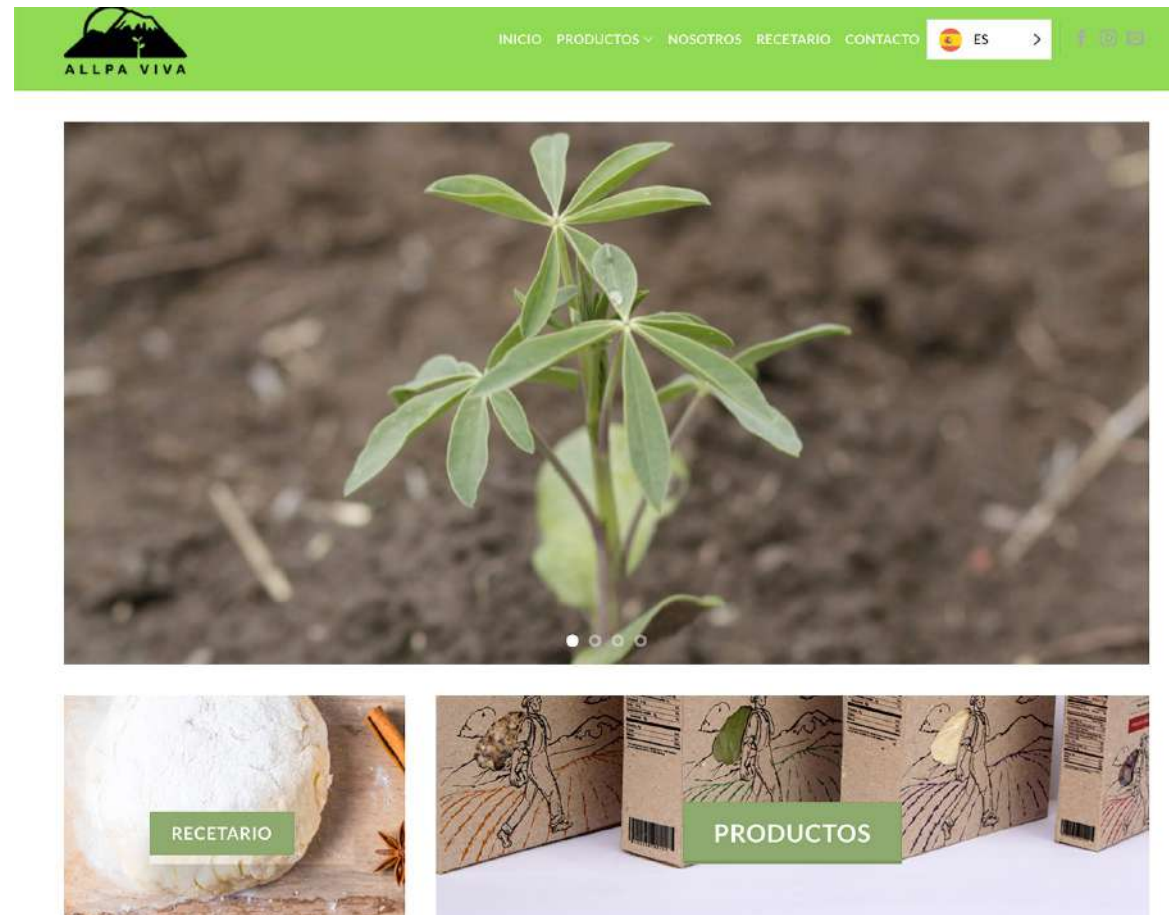 ALLPA VIVA
INICIO PRODUCTOS NOSOTROS RECETARIO CONTACTO ES
RECETARIO
PRODUCTOS